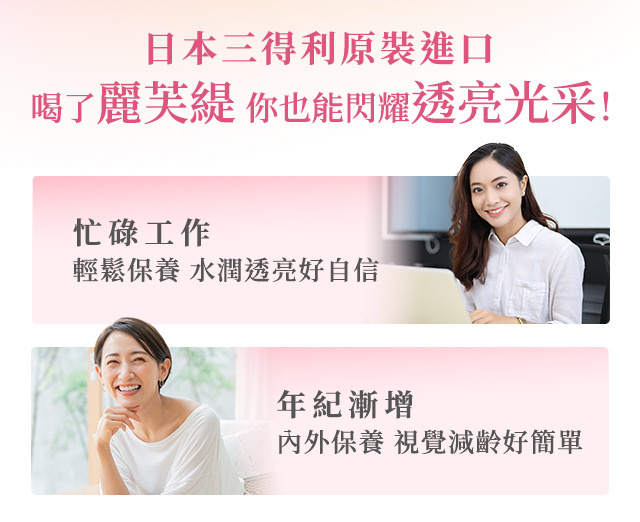 日本三得利原裝進口
喝了麗芙緹 你也能閃耀透亮光采!
忙碌工作
輕鬆保養 水潤透亮好自信
年紀漸增
內外保養 視覺減齡好簡單